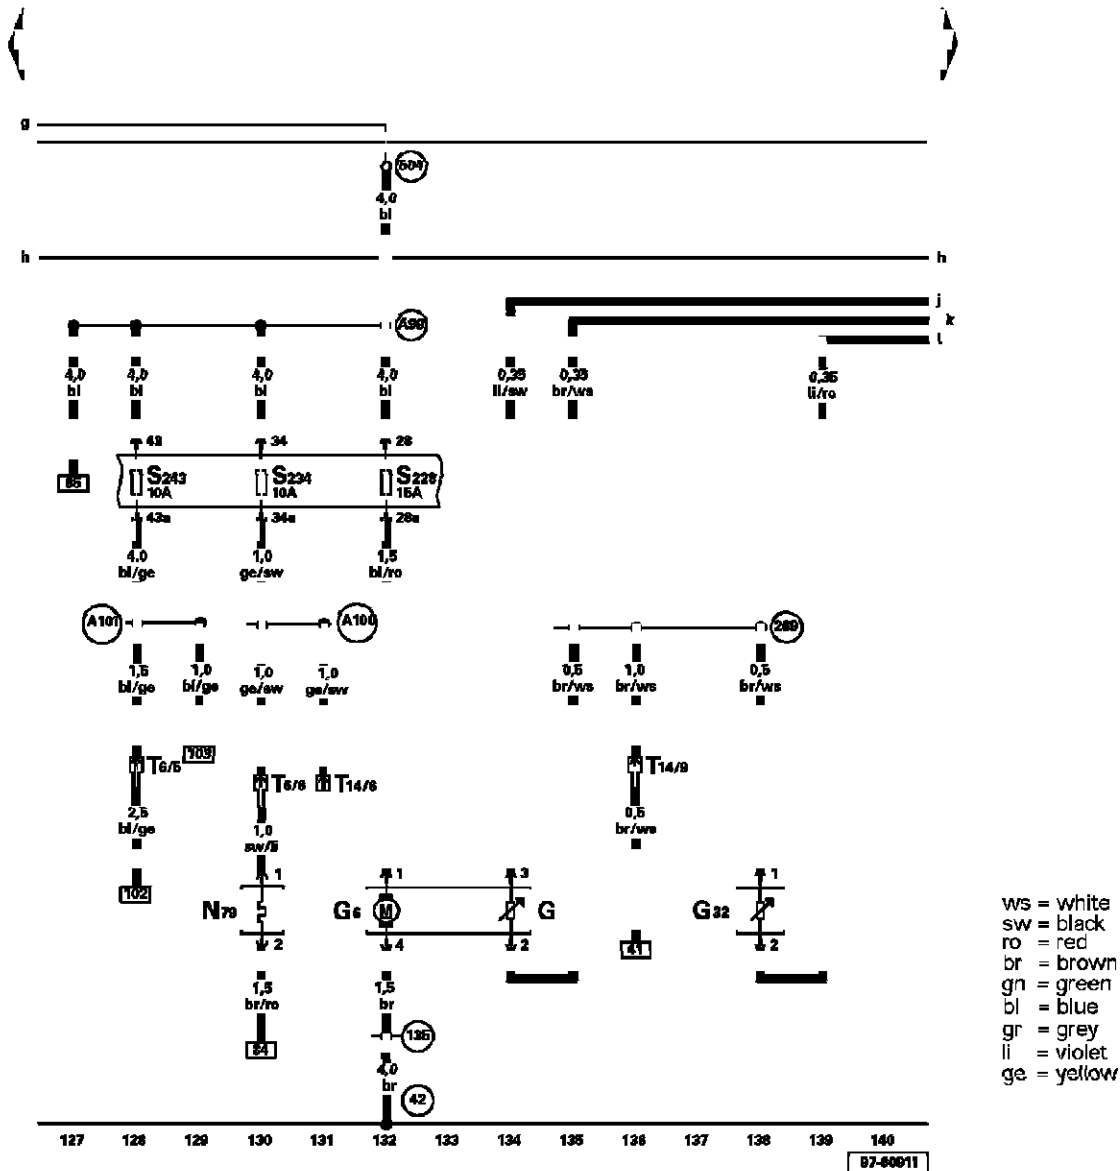 g
504
4,0
bl
h h
j
k
l
A99
4,0 4,0 4,0 4,0 0,35 0,35 0,35
bl bl bl bl li/sw br/ws li/ro
43 34 28
S243 S234 S228
10A 10A 15A
43a 34a 28a
4,0 1,0 1,5
bl/ge ge/sw bl/ro
A101 A100 269
1,5 1,0 1,0 1,0 0,5 1,0 0,5
bl/ge bl/ge ge/sw ge/sw br/ws br/ws br/ws
103
T6/5 T6/6 T14/6 T14/9
2,5 1,0 0,5
bl/ge sw/li br/ws
102
1 1 3 1
N79 G6 M G G32
2 4 2 2
41
1,5 1,5
br/ro br
84
135
4,0
br
42
127 128 129 130 131 132 133 134 135 136 137 138 139 140
97-60911
ws = white
sw = black
ro = red
br = brown
gn = green
bl = blue
gr = grey
li = violet
ge = yellow